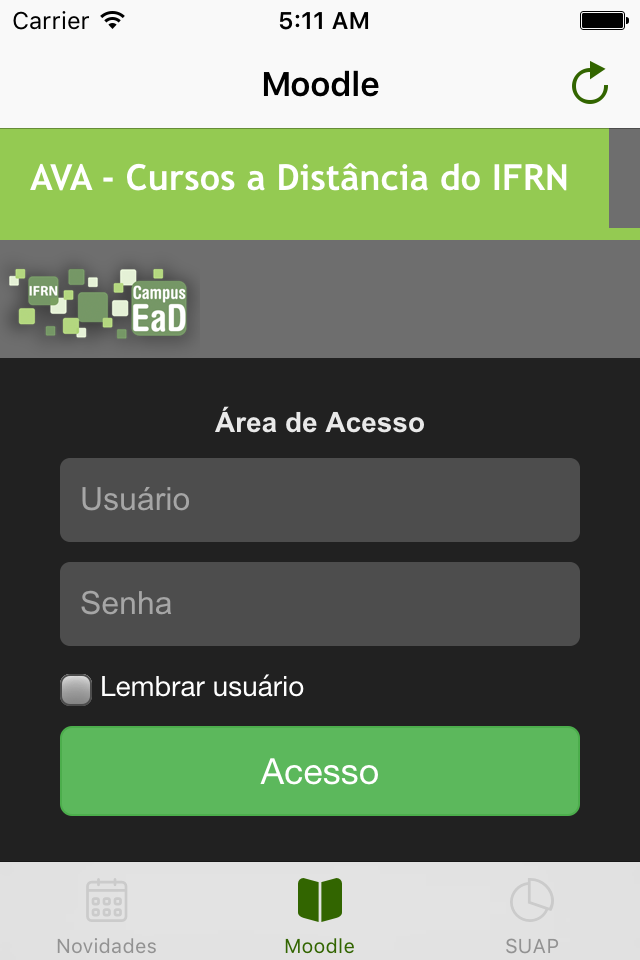 Carrier 5:11 AM
Moodle
AVA - Cursos a Distância do IFRN
IFRN
Campus
EaD
Área de Acesso
Usuário
Senha
Lembrar usuário
Acesso
Novidades Moodle SUAP